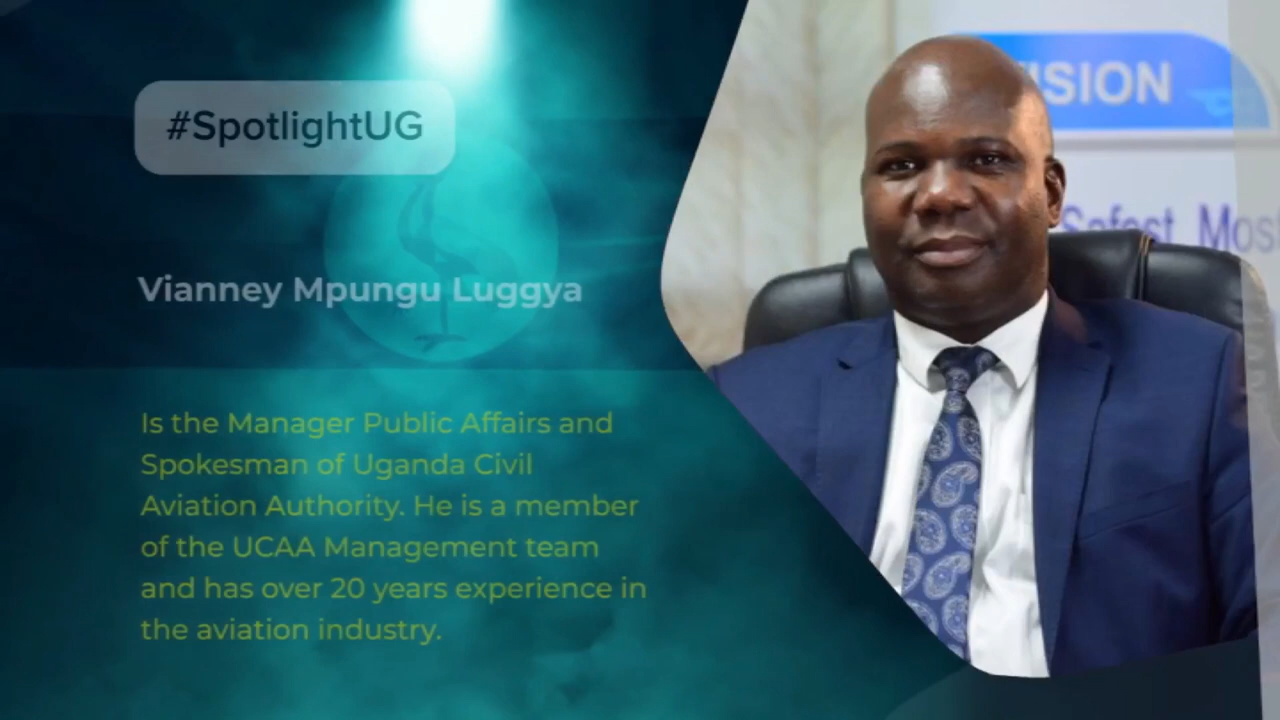 #SpotlightUG
Vianney Mpungu Luggya
Is the Manager Public Affairs and
Spokesman of Uganda Civil
Aviation Authority. He is a member
of the UCAA Management team
and has over 20 years experience in
the aviation industry.
ISION
Safest, Mos